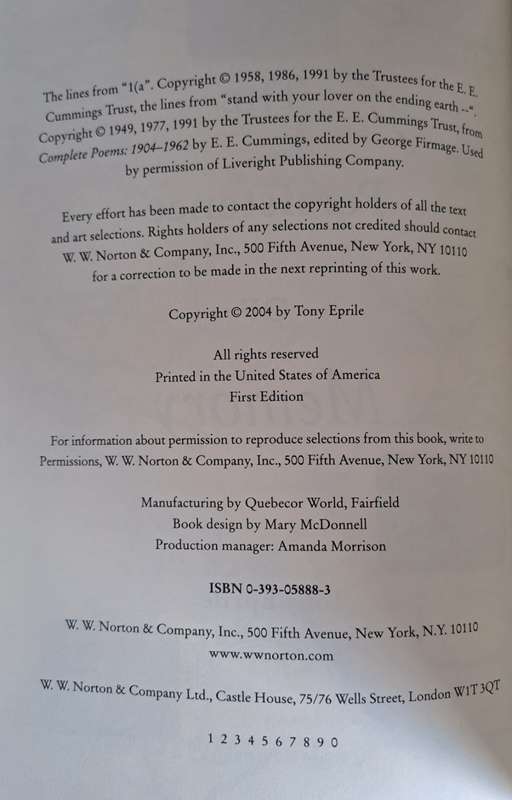 The lines from "1(a". Copyright © 1958, 1986, 1991 by the Trustees for the E. E.
Cummings Trust, the lines from "stand with your lover on the ending earth --".
Copyright © 1949, 1977, 1991 by the Trustees for the E. E. Cummings Trust, from
Complete Poems: 1904–1962 by E. E. Cummings, edited by George Firmage. Used
by permission of Liveright Publishing Company.
Every effort has been made to contact the copyright holders of all the text
and art selections. Rights holders of any selections not credited should contact
W. W. Norton & Company, Inc., 500 Fifth Avenue, New York, NY 10110
for a correction to be made in the next reprinting of this work.
Copyright © 2004 by Tony Eprile
All rights reserved
Printed in the United States of America
First Edition
For information about permission to reproduce selections from this book, write to
Permissions, W. W. Norton & Company, Inc., 500 Fifth Avenue, New York, NY 10110
Manufacturing by Quebecor World, Fairfield
Book design by Mary McDonnell
Production manager: Amanda Morrison
ISBN 0-393-05888-3
W. W. Norton & Company, Inc., 500 Fifth Avenue, New York, N.Y. 10110
www.wwnorton.com
W. W. Norton & Company Ltd., Castle House, 75/76 Wells Street, London W1T 3QT
1 2 3 4 5 6 7 8 9 0